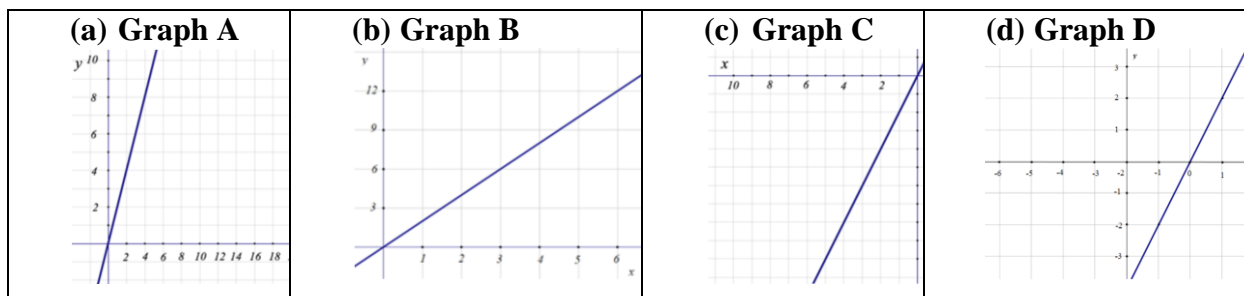 (a) Graph A
y 10
8
6
4
2
2 4 6 8 10 12 14 16 18
(b) Graph B
y
12
9
6
3
1 2 3 4 5 6
x
(c) Graph C
x
10 8 6 4 2
(d) Graph D
y
3
2
1
-6 -5 -4 -3 -2 -1 0 1
-1
-2
-3